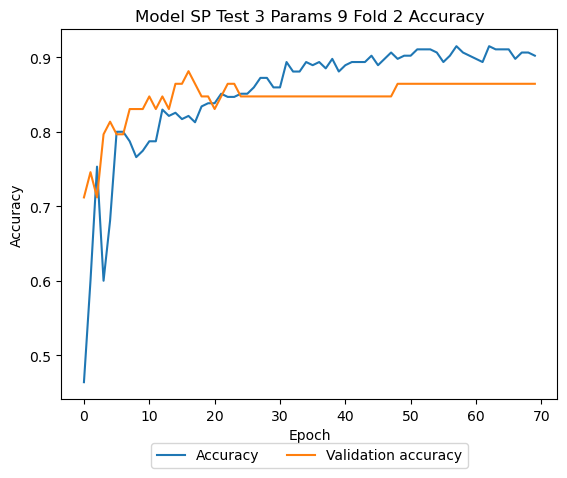 Model SP Test 3 Params 9 Fold 2 Accuracy
0.9
0.8
0.7
0.6
0.5
Accuracy
0 10 20 30 40 50 60 70
Epoch
Accuracy Validation accuracy